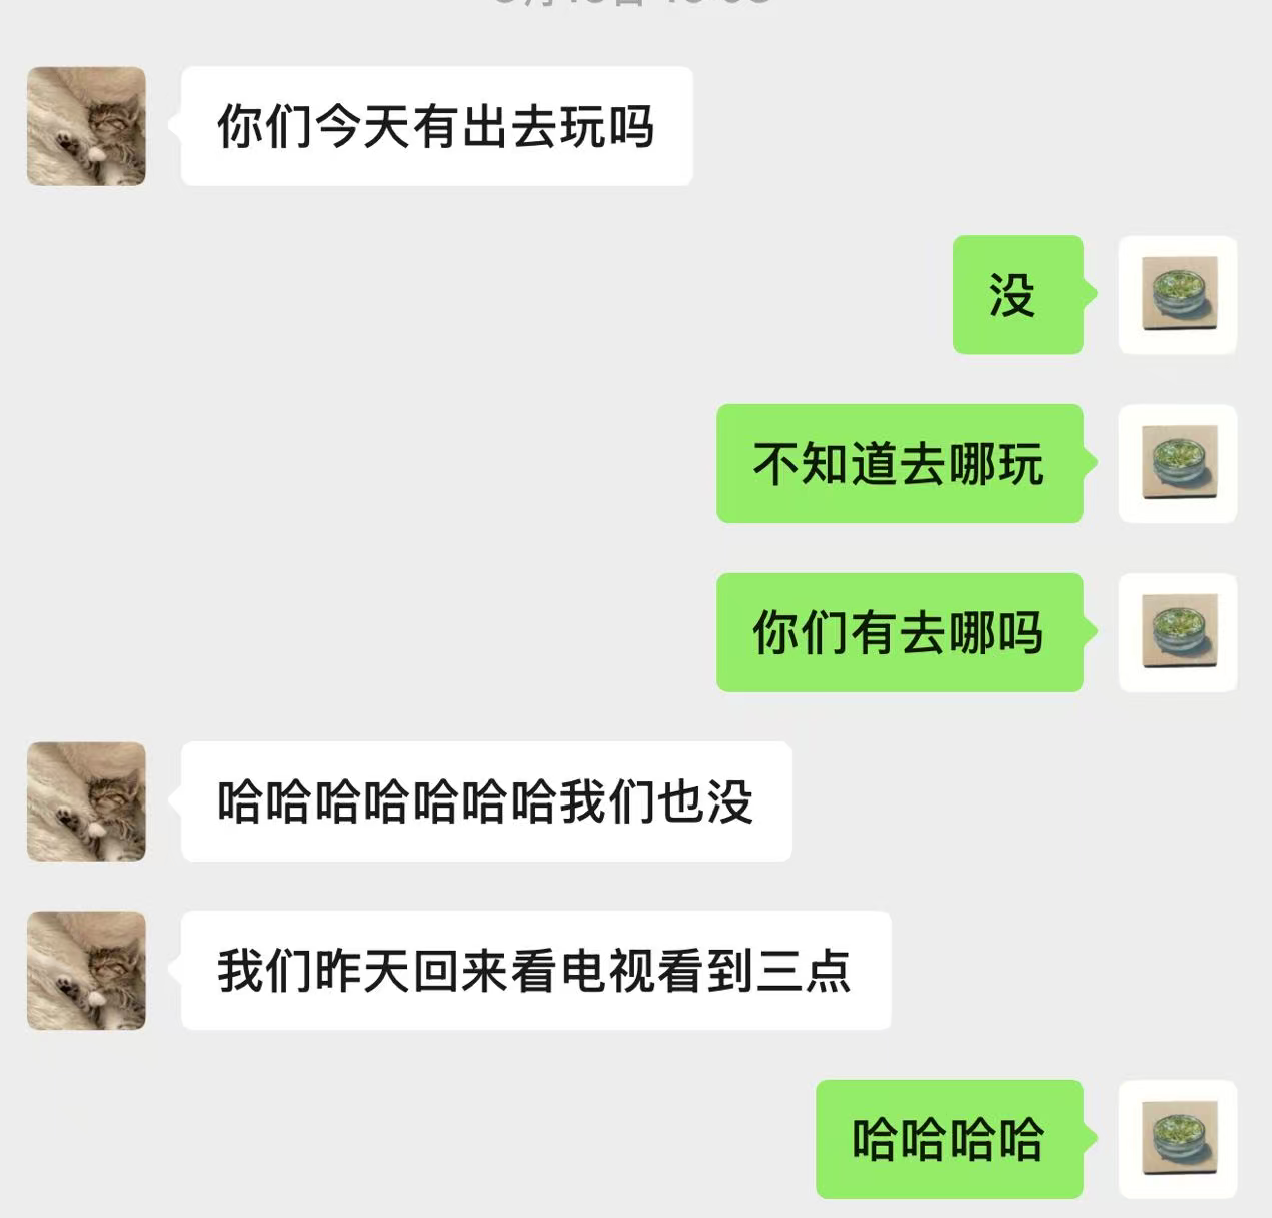 你们今天有出去玩吗
没
不知道去哪玩
你们有去哪吗
哈哈哈哈哈哈哈我们也没
我们昨天回来看电视看到三点
哈哈哈哈